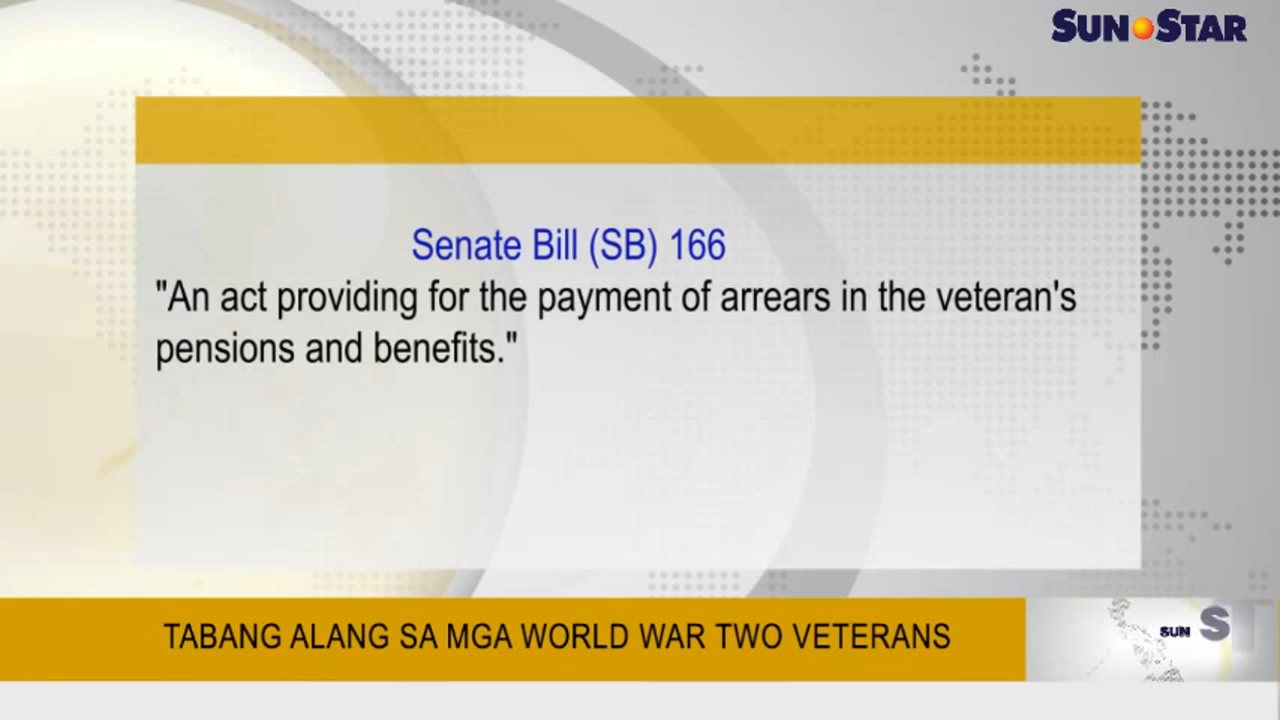 SUN STAR
Senate Bill (SB) 166
"An act providing for the payment of arrears in the veteran's
pensions and benefits."
TABANG ALANG SA MGA WORLD WAR TWO VETERANS
SUN ST